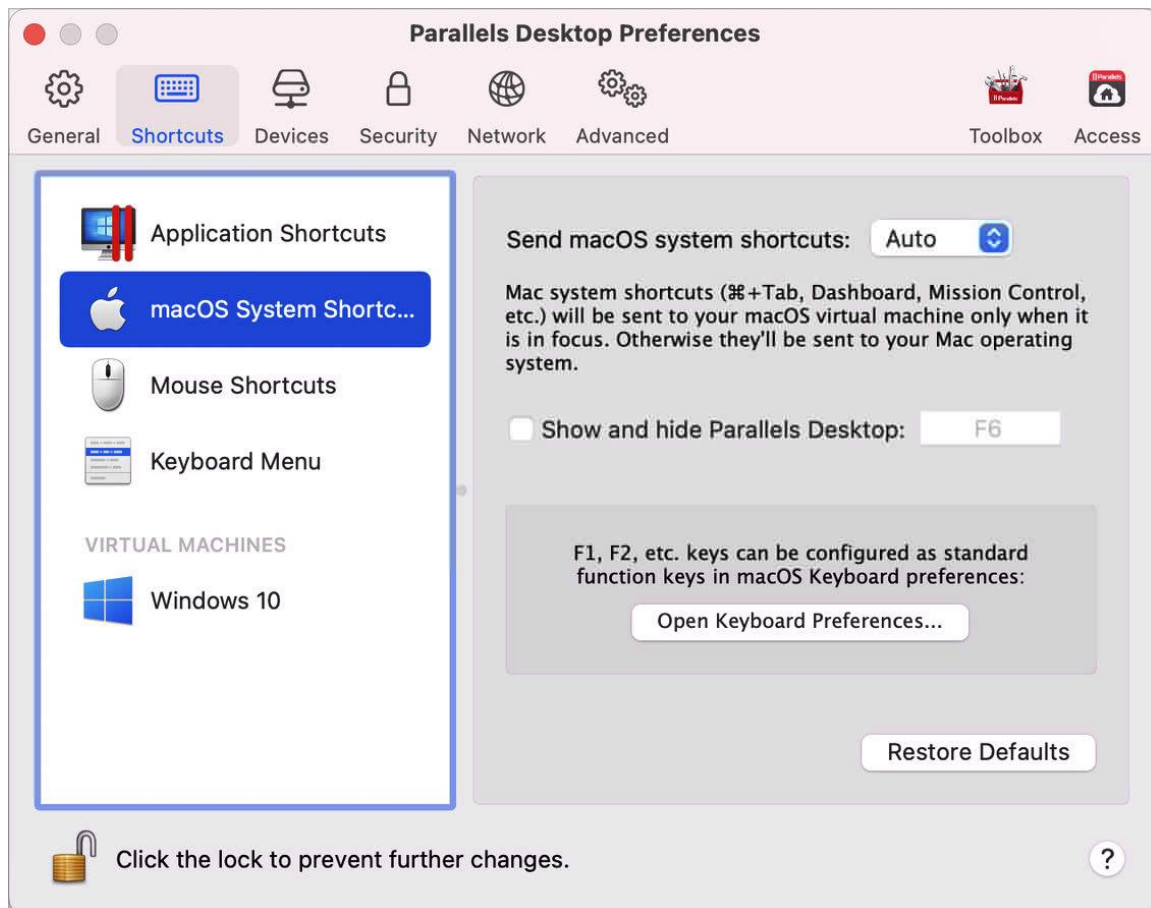 Parallels Desktop Preferences
General Shortcuts Devices Security Network Advanced Toolbox Access
Application Shortcuts
macOS System Shortc...
Mouse Shortcuts
Keyboard Menu
VIRTUAL MACHINES
Windows 10
Send macOS system shortcuts: Auto
Mac system shortcuts (⌘+Tab, Dashboard, Mission Control,
etc.) will be sent to your macOS virtual machine only when it
is in focus. Otherwise they'll be sent to your Mac operating
system.
Show and hide Parallels Desktop: F6
F1, F2, etc. keys can be configured as standard
function keys in macOS Keyboard preferences:
Open Keyboard Preferences...
Restore Defaults
Click the lock to prevent further changes.
?